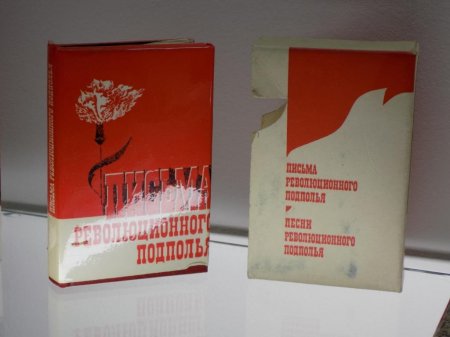 ПИСЬМА РЕВОЛЮЦИОННОГО ПОДПОЛЬЯ
ПИСЬМА
РЕВОЛЮЦИОННОГО
ПОДПОЛЬЯ
ПИСЬМА
РЕВОЛЮЦИОННОГО
ПОДПОЛЬЯ
ПЕСНИ
РЕВОЛЮЦИОННОГО
ПОДПОЛЬЯ